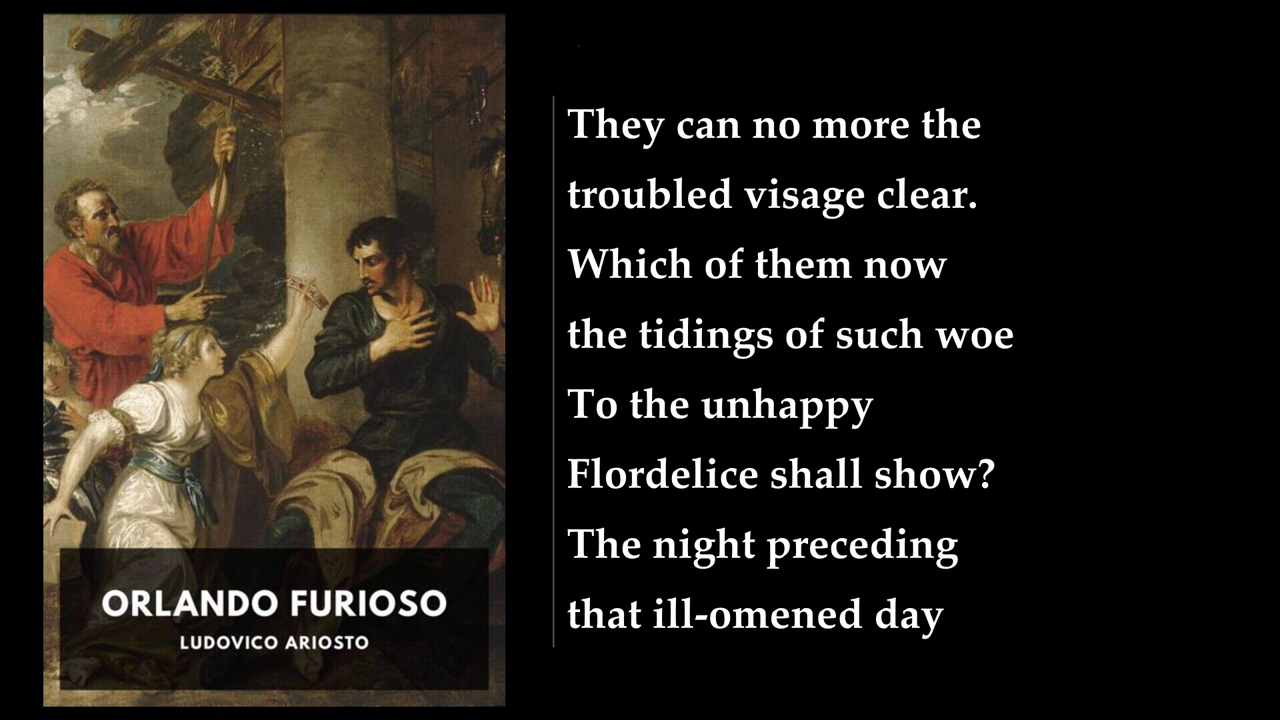 ORLANDO FURIOSO
LUDOVICO ARIOSTO
They can no more the
troubled visage clear.
Which of them now
the tidings of such woe
To the unhappy
Flordelice shall show?
The night preceding
that ill-omened day